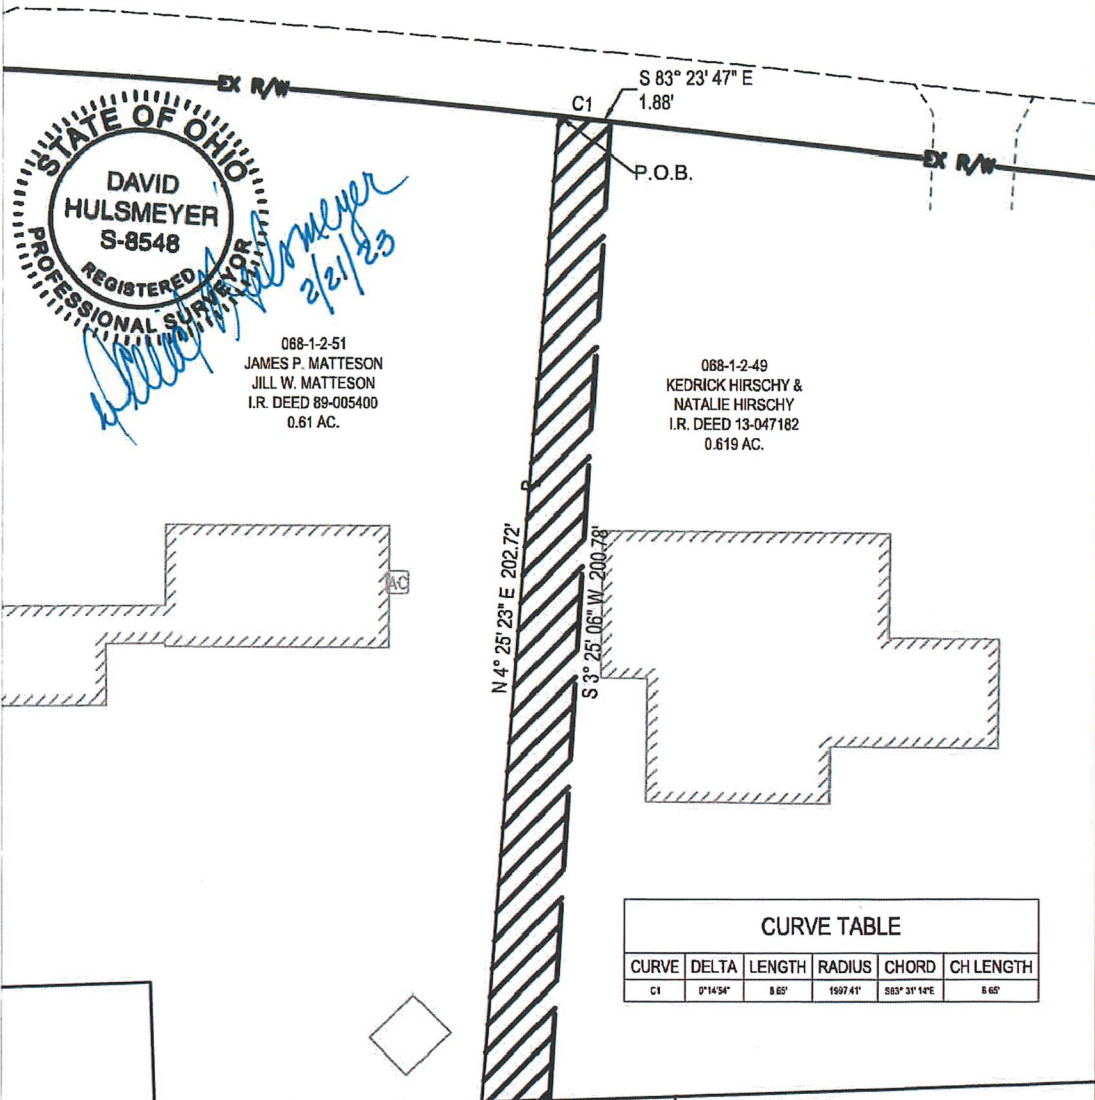 EX R/W
S 83° 23' 47" E
1.88'
C1
P.O.B.
EX R/W
STATE OF OHIO
DAVID
HULSMEYER
S-8548
REGISTERED
PROFESSIONAL SURVEYOR
David Hulsmeyer
2/21/23
068-1-2-51
JAMES P. MATTESON
JILL W. MATTESON
I.R. DEED 89-005400
0.61 AC.
068-1-2-49
KEDRICK HIRSCHY &
NATALIE HIRSCHY
I.R. DEED 13-047182
0.619 AC.
N 4° 25' 23" E 202.72'
S 3° 25' 06" W 200.78'
AC
CURVE TABLE
CURVE DELTA LENGTH RADIUS CHORD CH LENGTH
C1 0°14'54" 8.65' 1997.41' S83° 31' 14"E 8.65'